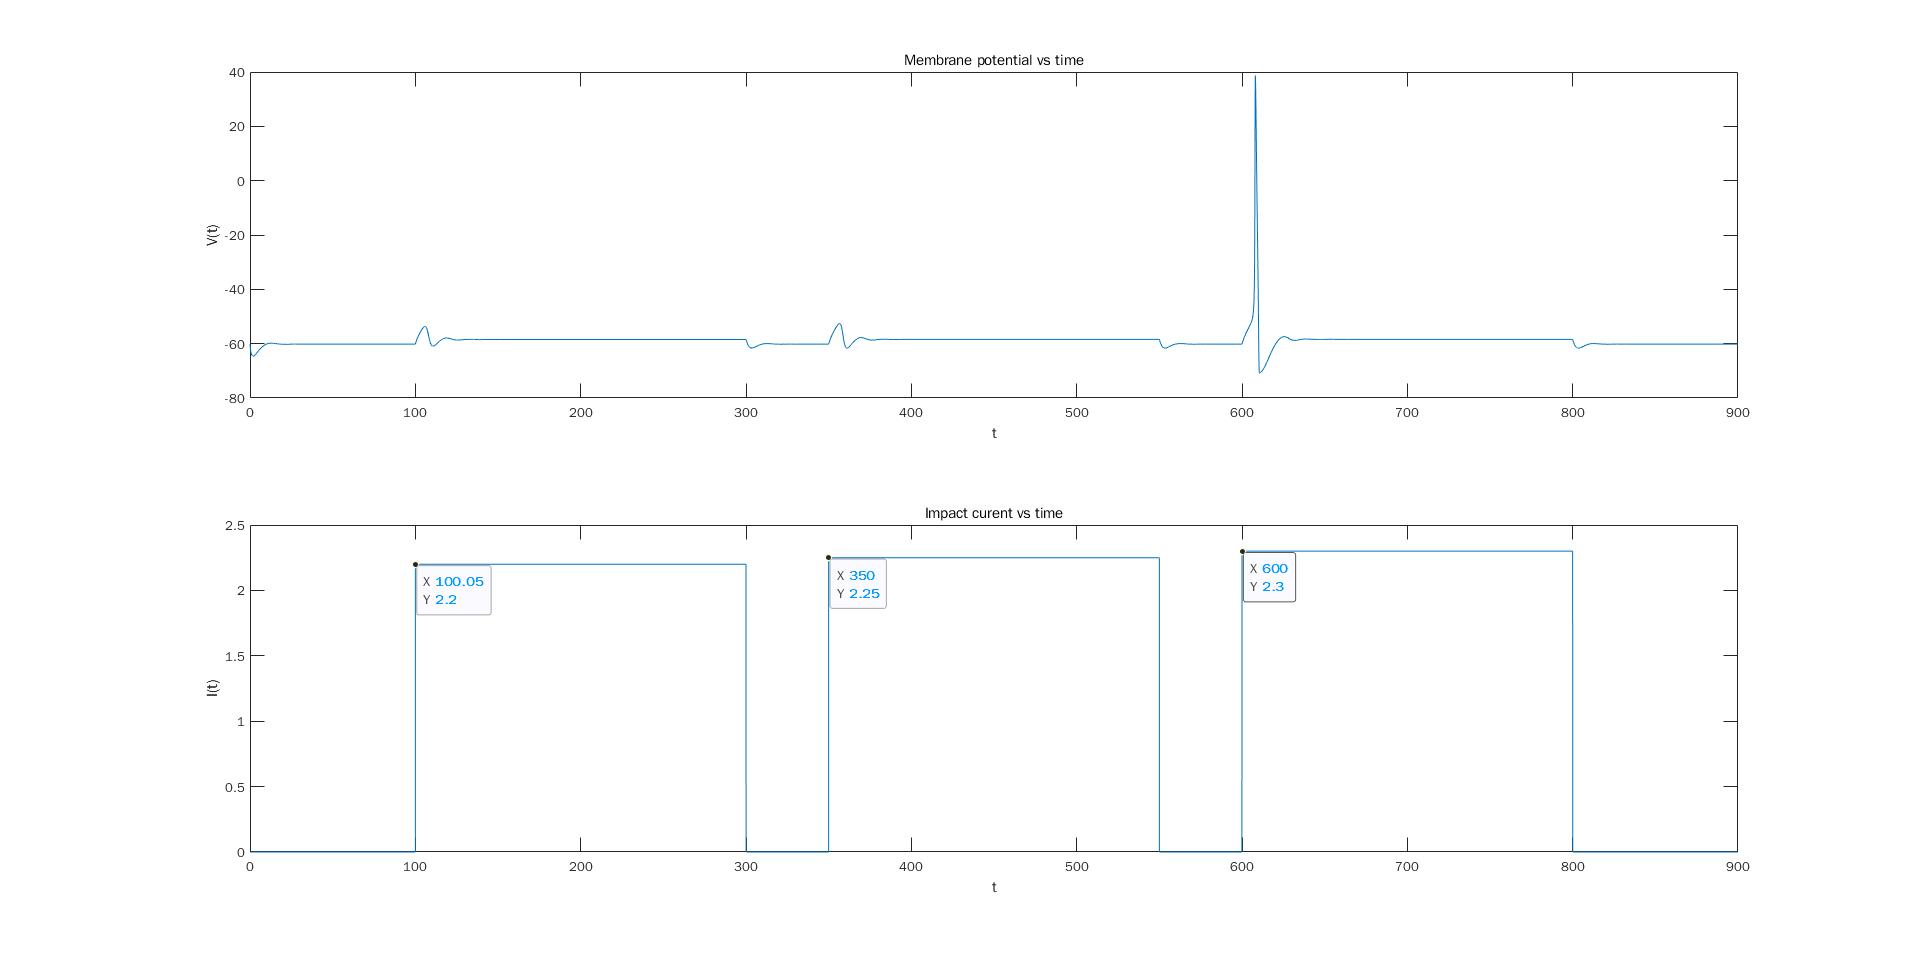 Membrane potential vs time
40
20
0
-20
-40
-60
-80
V(t)
0 100 200 300 400 500 600 700 800 900
t
Impact curent vs time
2.5
2
1.5
1
0.5
0
I(t)
X 100.05
Y 2.2
X 350
Y 2.25
X 600
Y 2.3
0 100 200 300 400 500 600 700 800 900
t